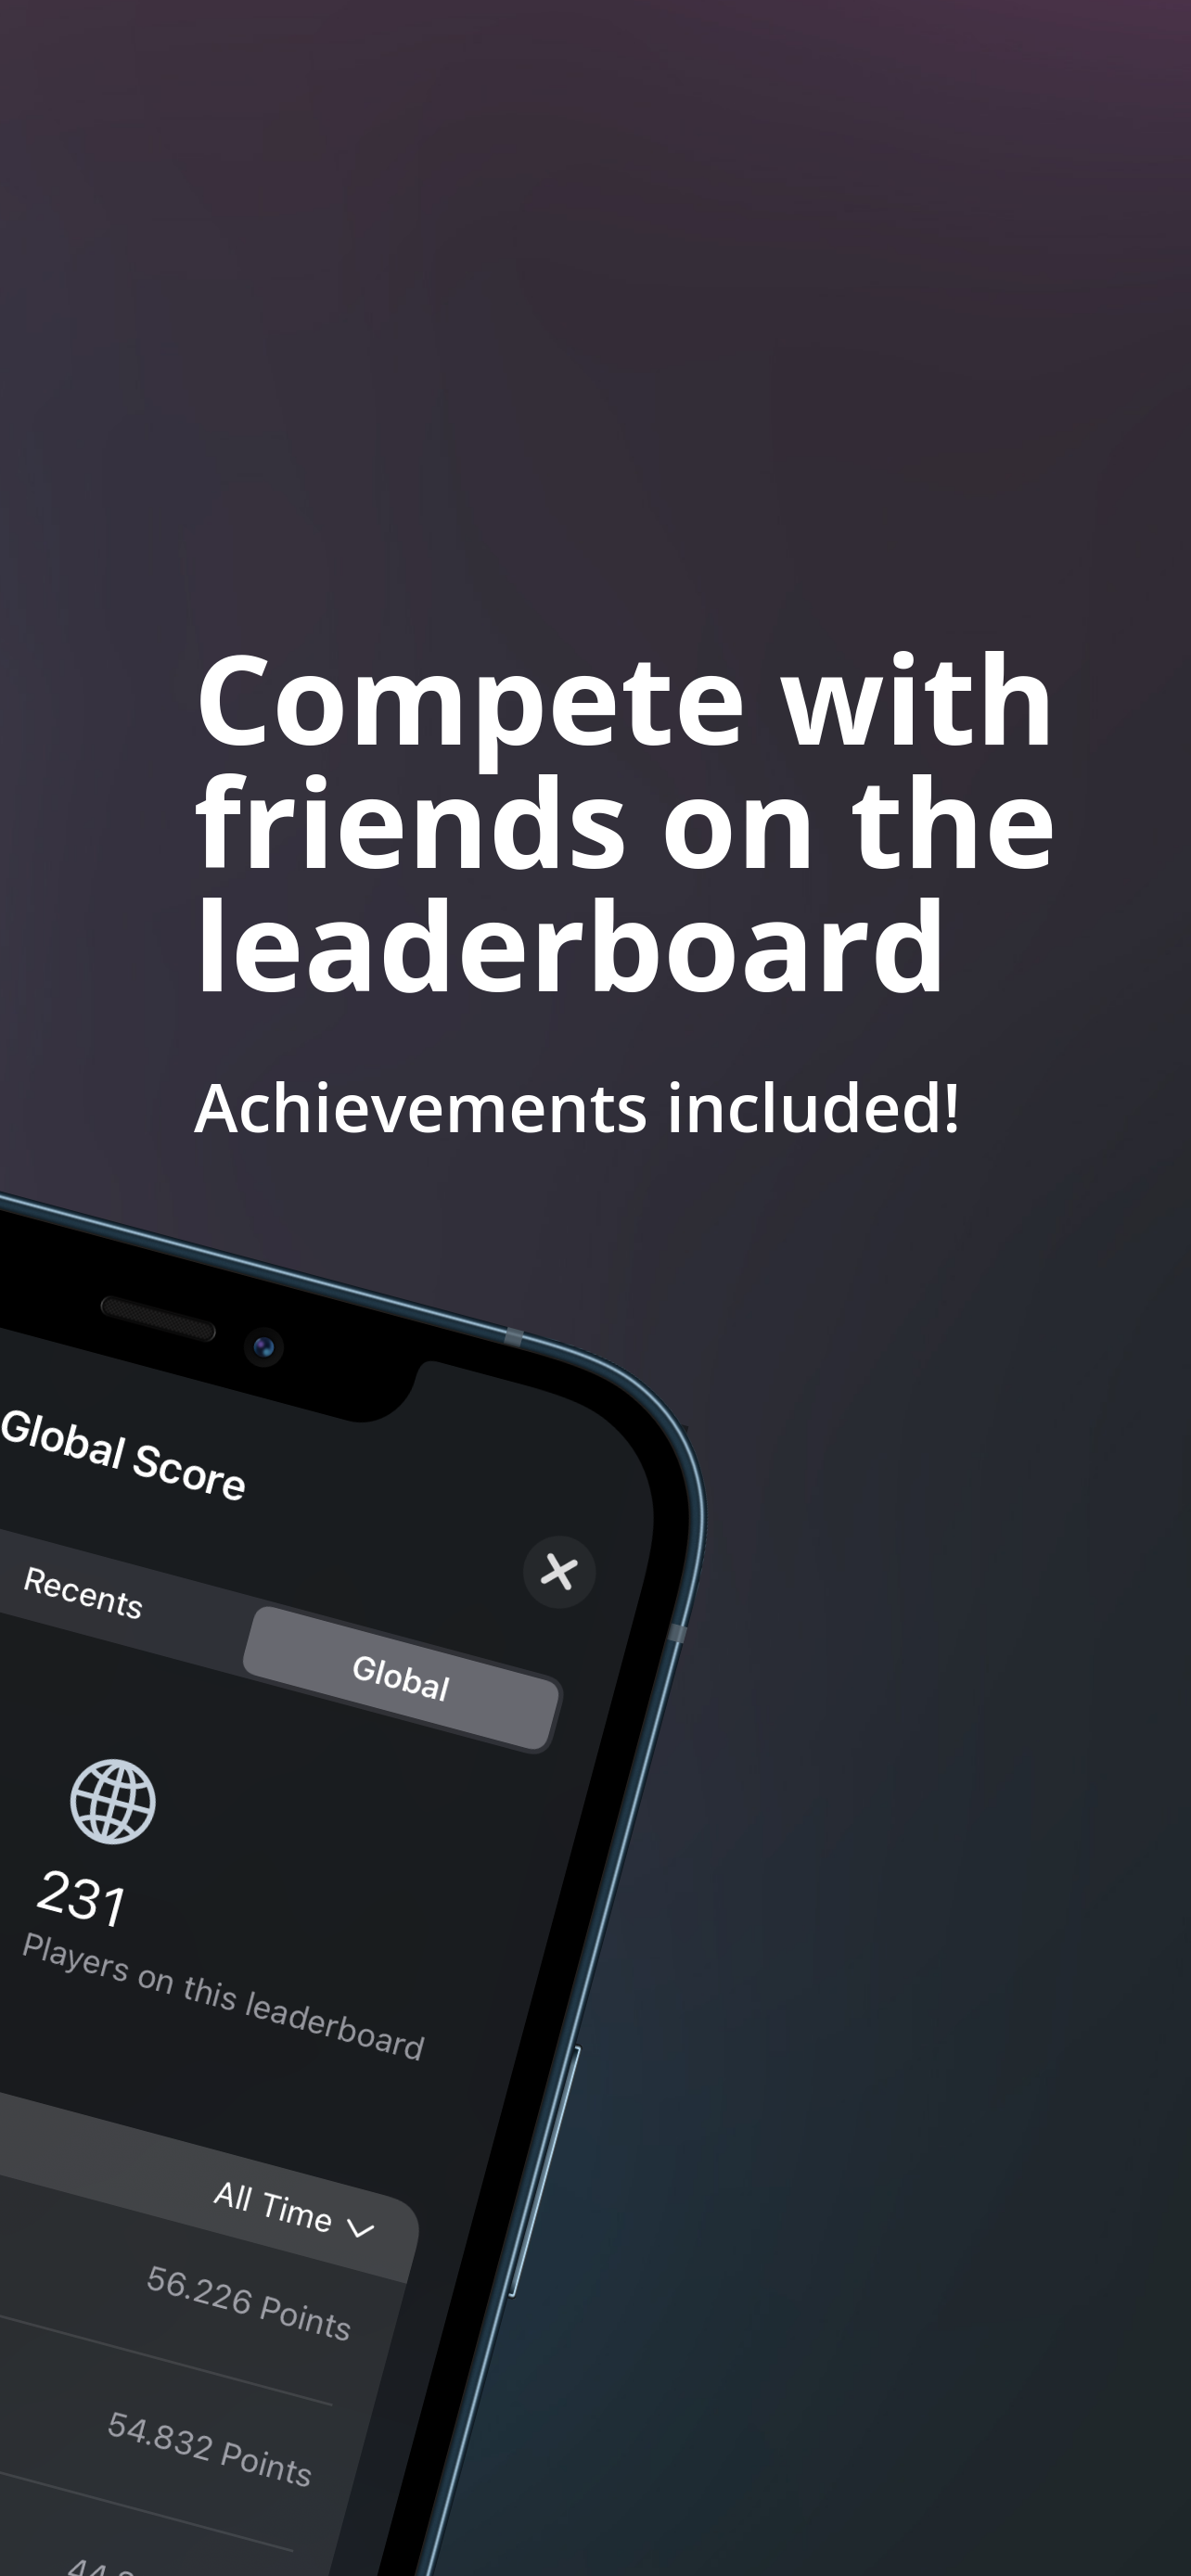 Compete with
friends on the
leaderboard
Achievements included!
Global Score
Recents
Global
231
Players on this leaderboard
All Time
56.226 Points
54.832 Points